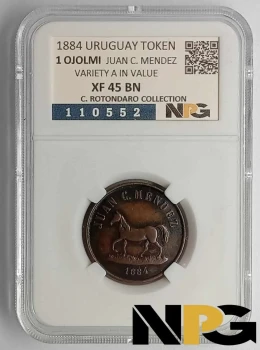 1884 URUGUAY TOKEN
1 OJOLMI JUAN C. MENDEZ
VARIETY A IN VALUE
XF 45 BN
C. ROTONDARO COLLECTION
110552
NPG
JUAN C. MENDEZ
1884
NPG